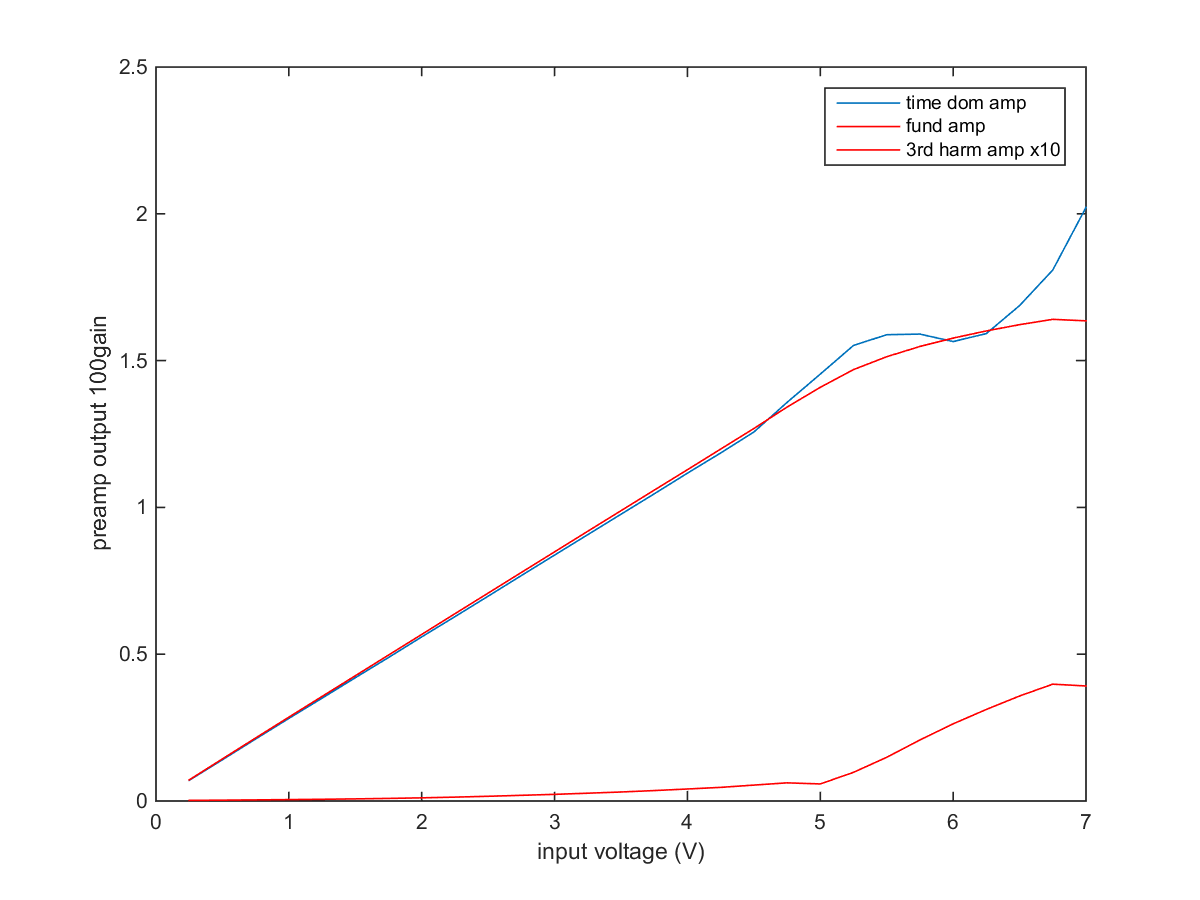 2.5
2
1.5
1
0.5
0
preamp output 100gain
time dom amp
fund amp
3rd harm amp x10
0 1 2 3 4 5 6 7
input voltage (V)